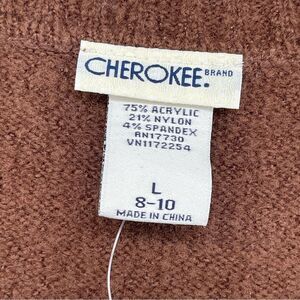 CHEROKEE. BRAND
75% ACRYLIC
21% NYLON
4% SPANDEX
RN17730
VN1172254
L
8-10
MADE IN CHINA